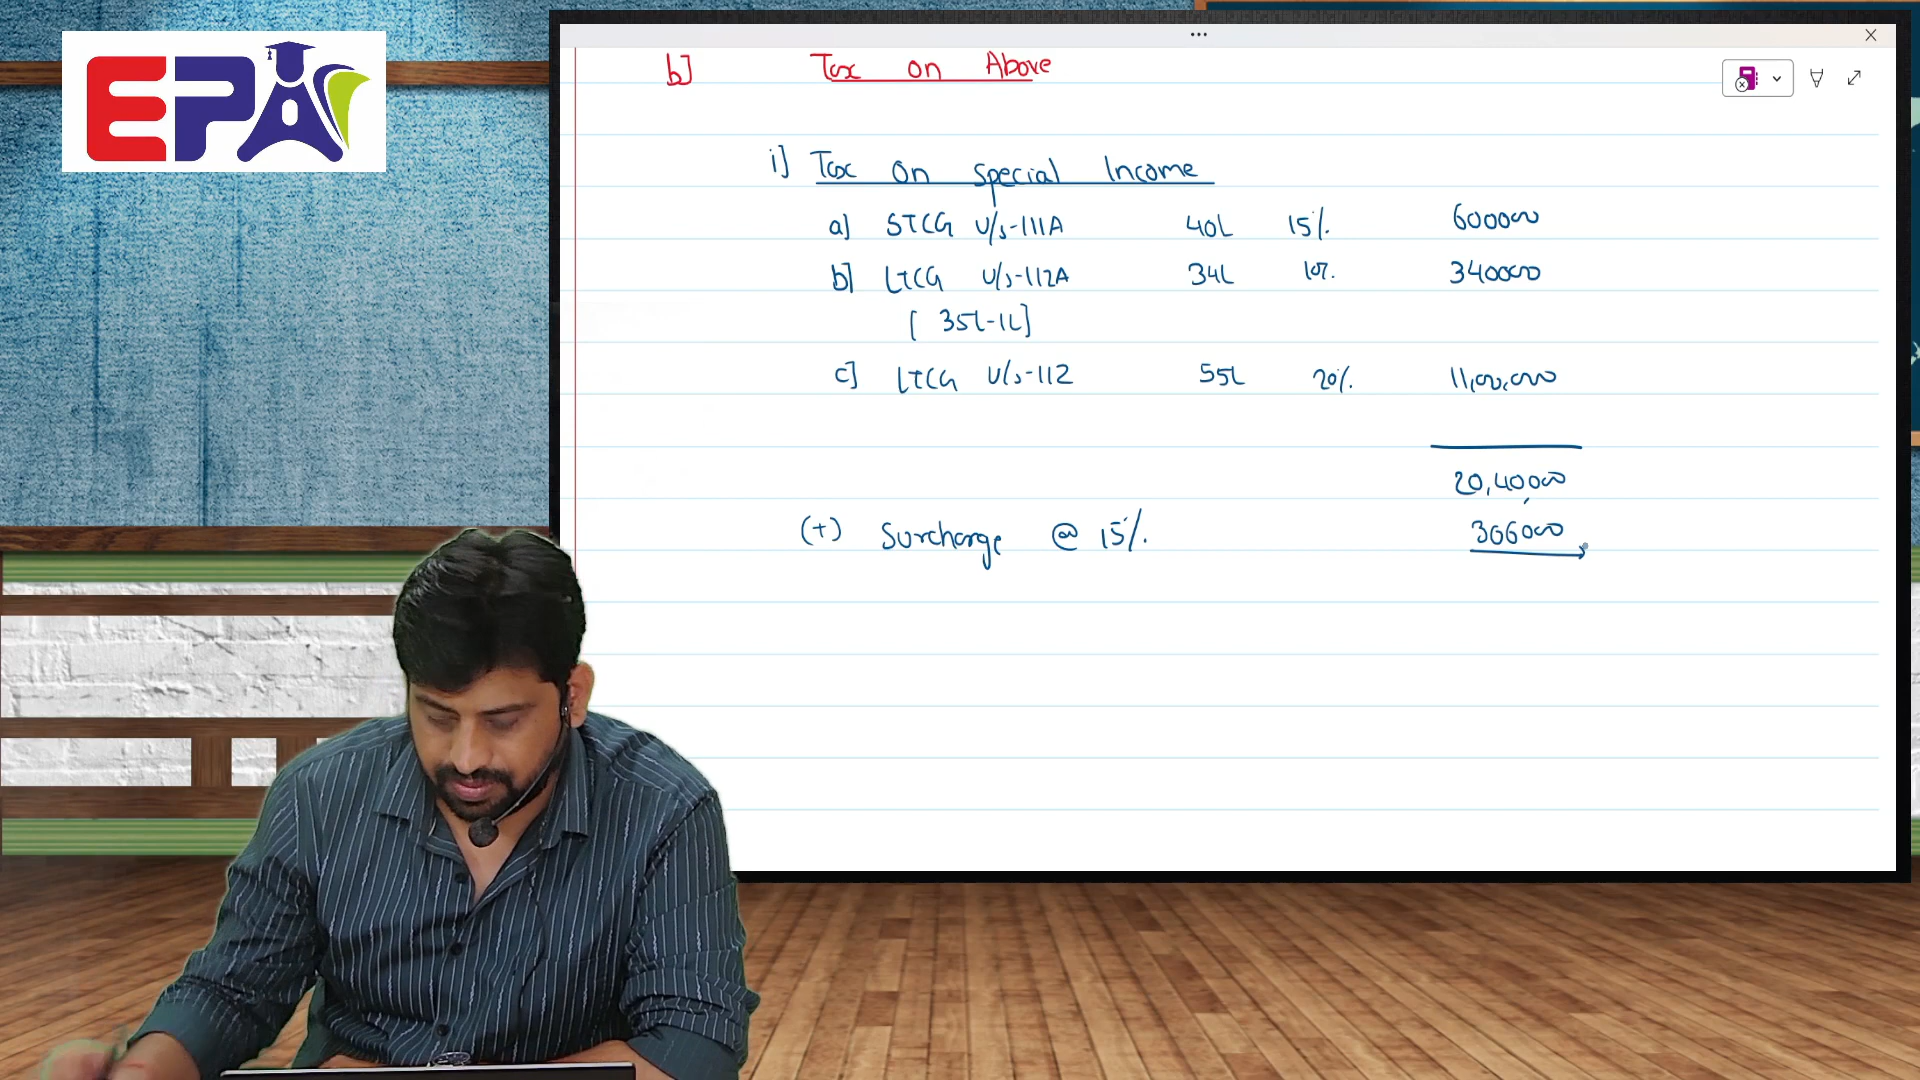 EPA
b] Tax on Above
i] Tax on Special Income
a] STCG U/s-111A 40L 15% 600000
b] LTCG U/s-112A 34L 10% 340000
[ 35L-1L]
c] LTCG U/s-112 55L 20% 11,00,000
20,40,000
(+) Surcharge @ 15% 306000